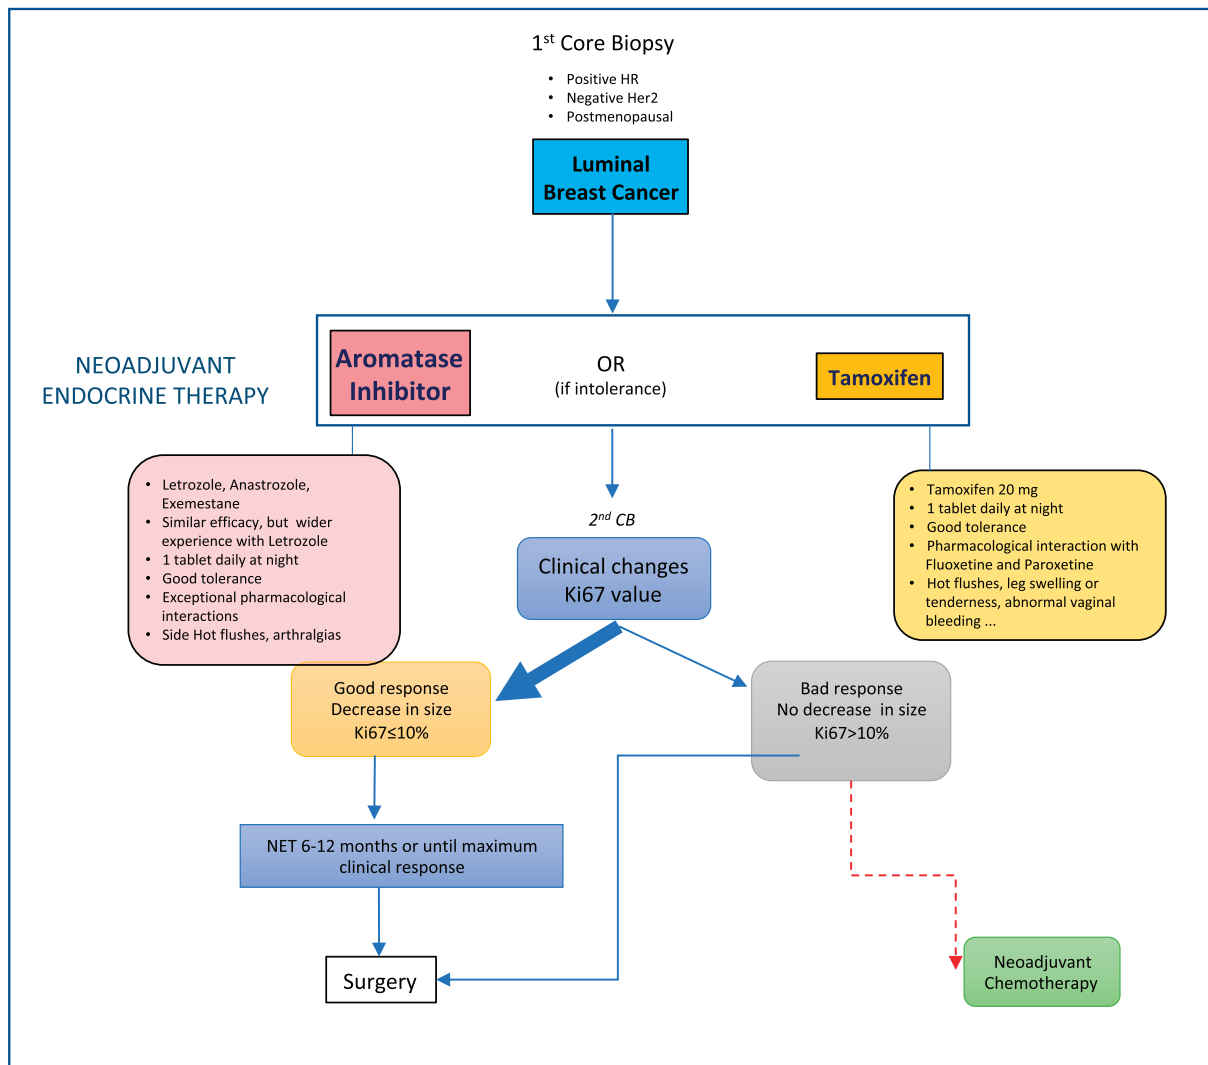 1st Core Biopsy
• Positive HR
• Negative Her2
• Postmenopausal
Luminal
Breast Cancer
NEOADJUVANT
ENDOCRINE THERAPY
Aromatase
Inhibitor
OR
(if intolerance)
Tamoxifen
• Letrozole, Anastrozole,
Exemestane
• Similar efficacy, but wider
experience with Letrozole
• 1 tablet daily at night
• Good tolerance
• Exceptional pharmacological
interactions
• Side Hot flushes, arthralgias
2nd CB
Clinical changes
Ki67 value
• Tamoxifen 20 mg
• 1 tablet daily at night
• Good tolerance
• Pharmacological interaction with
Fluoxetine and Paroxetine
• Hot flushes, leg swelling or
tenderness, abnormal vaginal
bleeding ...
Good response
Decrease in size
Ki67≤10%
Bad response
No decrease in size
Ki67>10%
NET 6-12 months or until maximum
clinical response
Surgery
Neoadjuvant
Chemotherapy